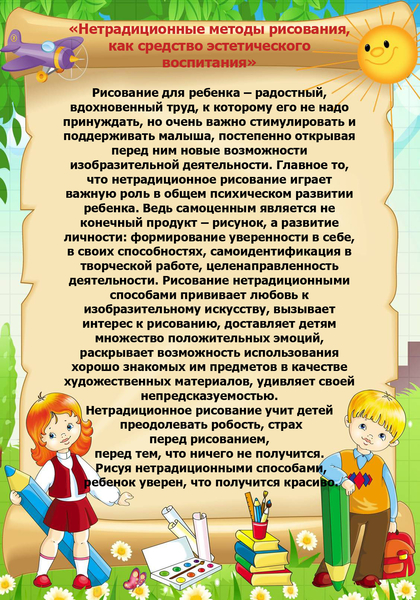 «Нетрадиционные методы рисования,
как средство эстетического
воспитания»
Рисование для ребенка – радостный,
вдохновенный труд, к которому его не надо
принуждать, но очень важно стимулировать и
поддерживать малыша, постепенно открывая
перед ним новые возможности
изобразительной деятельности. Главное то,
что нетрадиционное рисование играет
важную роль в общем психическом развитии
ребенка. Ведь самоценным является не
конечный продукт – рисунок, а развитие
личности: формирование уверенности в себе,
в своих способностях, самоидентификация в
творческой работе, целенаправленность
деятельности. Рисование нетрадиционными
способами прививает любовь к
изобразительному искусству, вызывает
интерес к рисованию, доставляет детям
множество положительных эмоций,
раскрывает возможность использования
хорошо знакомых им предметов в качестве
художественных материалов, удивляет своей
непредсказуемостью.
Нетрадиционное рисование учит детей
преодолевать робость, страх
перед рисованием,
перед тем, что ничего не получится.
Рисуя нетрадиционными способами,
ребенок уверен, что получится красиво.